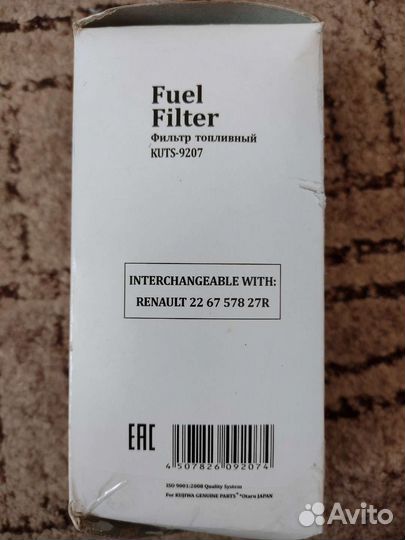 Fuel
Filter
Фильтр топливный
KUTS-9207
INTERCHANGEABLE WITH:
RENAULT 22 67 578 27R
EAC
4 507826 092074
ISO 9001:2008 Quality System
For KUJIWA GENUINE PARTS® *Otaru JAPAN
Avito